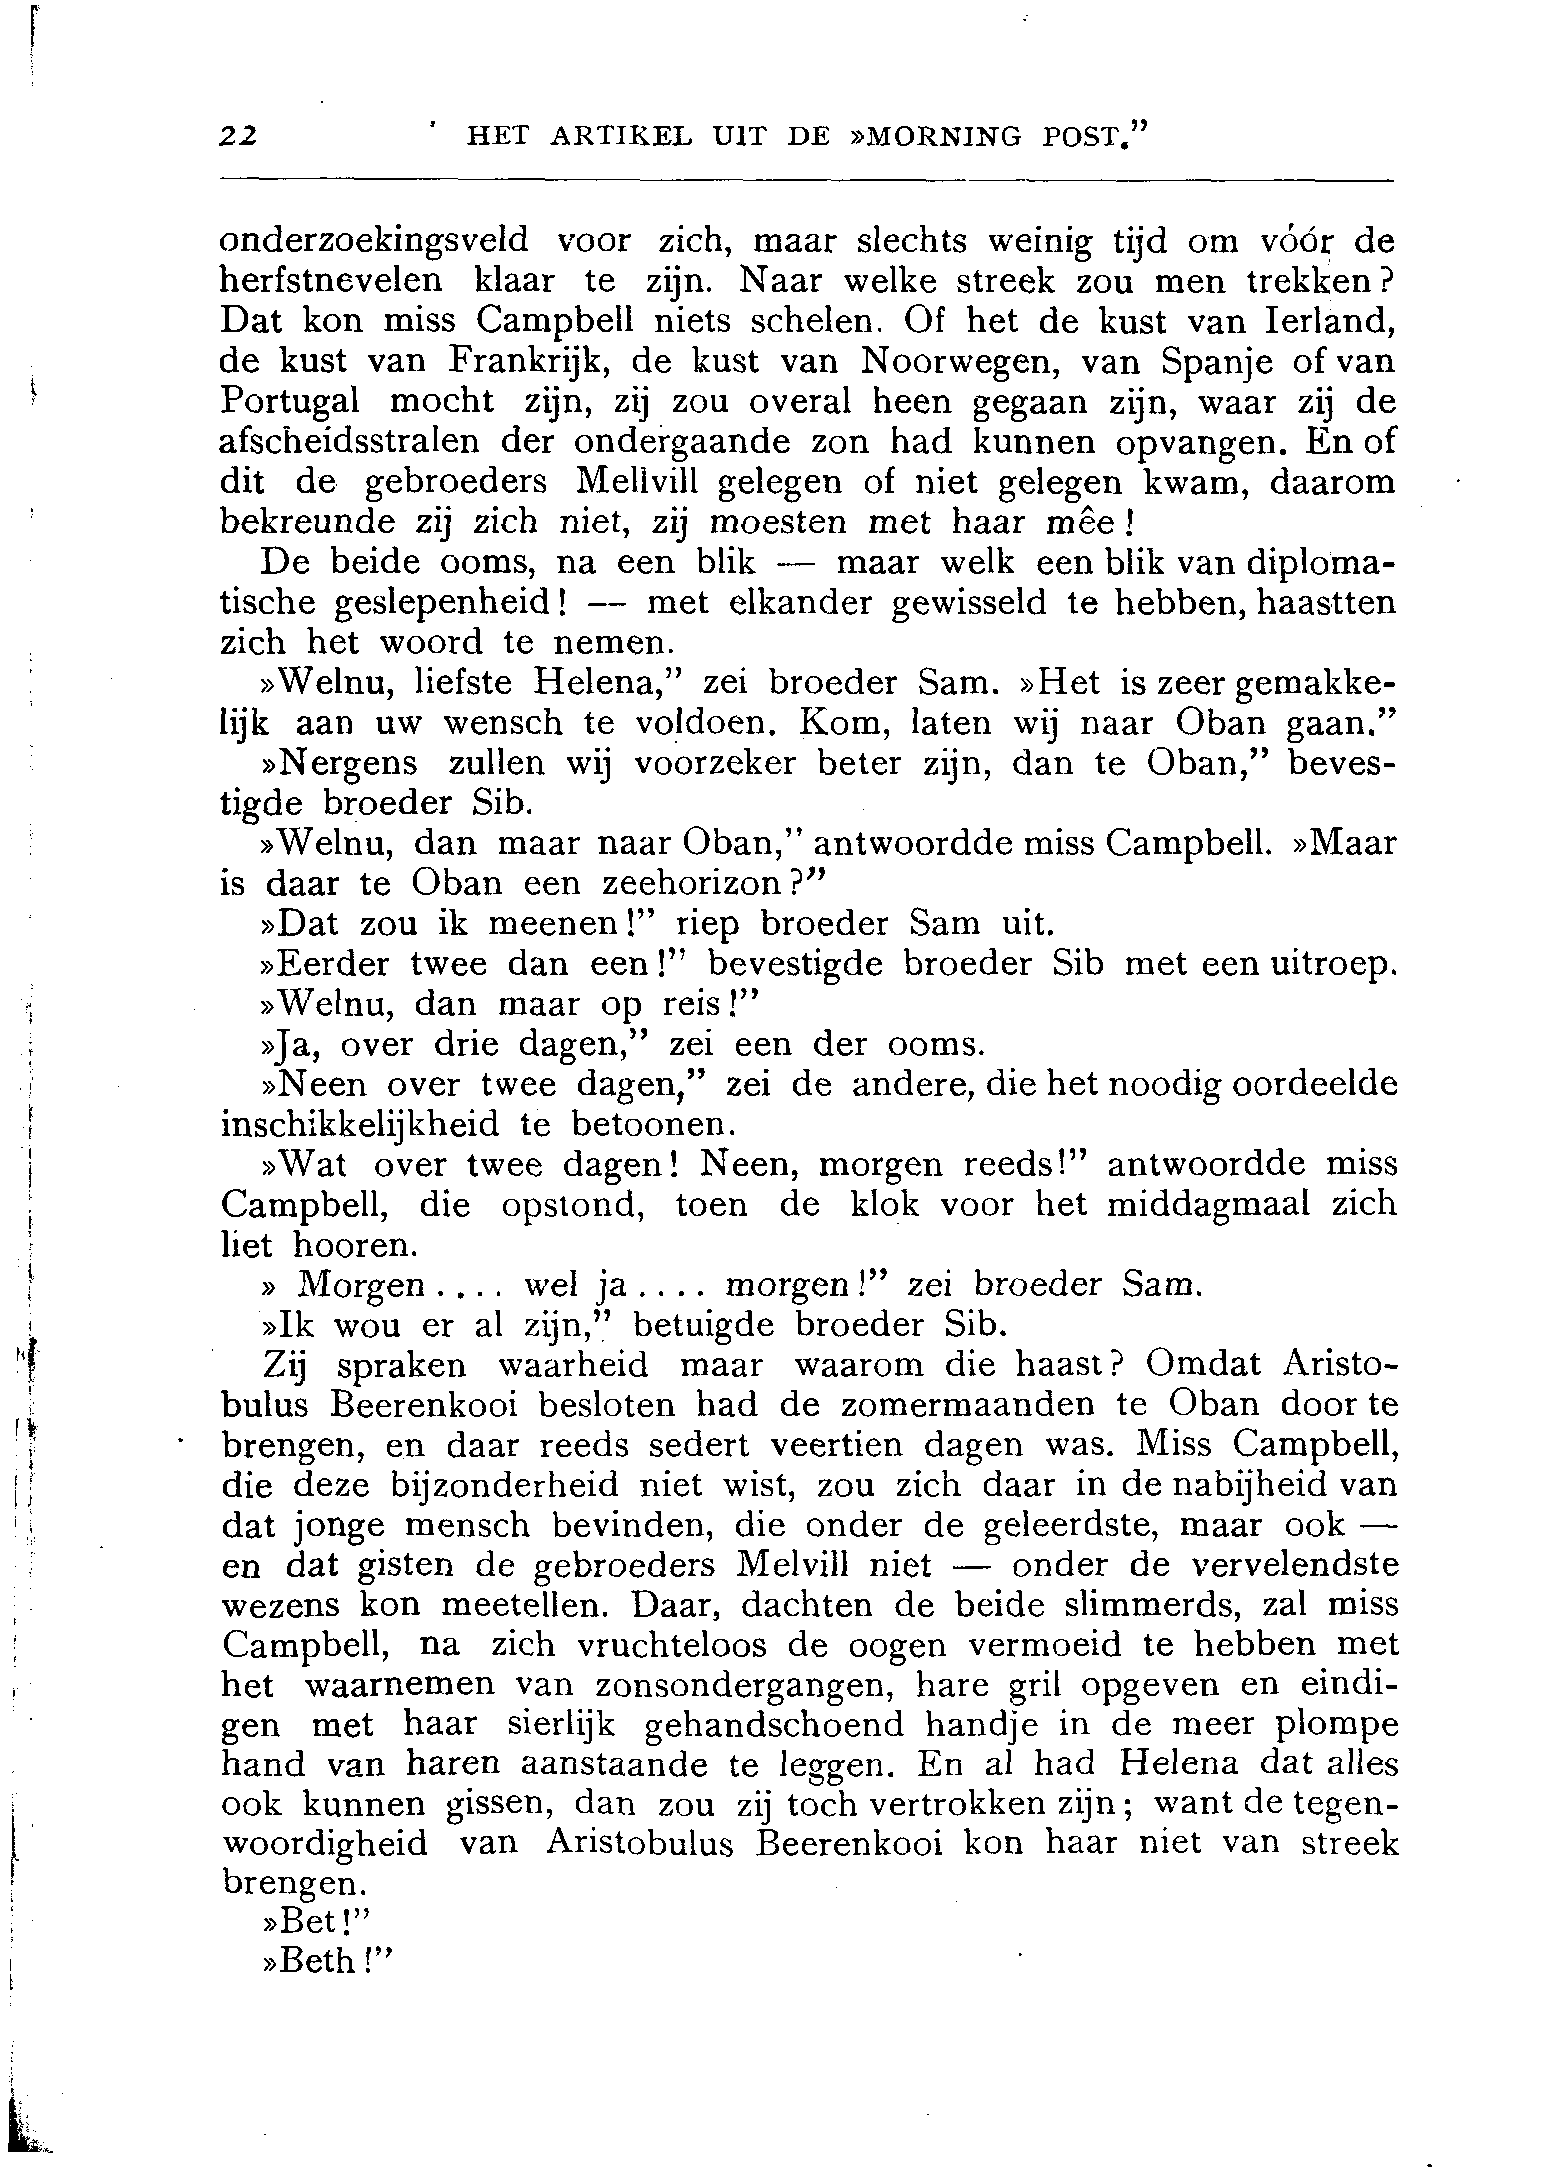 22 HET ARTIKEL UIT DE »MORNING POST."
onderzoekingsveld voor zich, maar slechts weinig tijd om vóór de
herfstnevelen klaar te zijn. Naar welke streek zou men trekken?
Dat kon miss Campbell niets schelen. Of het de kust van Ierland,
de kust van Frankrijk, de kust van Noorwegen, van Spanje of van
Portugal mocht zijn, zij zou overal heen gegaan zijn, waar zij de
afscheidsstralen der ondergaande zon had kunnen opvangen. En of
dit de gebroeders Mellvill gelegen of niet gelegen kwam, daarom
bekreunde zij zich niet, zij moesten met haar mêe!
De beide ooms, na een blik — maar welk een blik van diploma-
tische geslepenheid! — met elkander gewisseld te hebben, haastten
zich het woord te nemen.
»Welnu, liefste Helena," zei broeder Sam. »Het is zeer gemakke-
lijk aan uw wensch te voldoen. Kom, laten wij naar Oban gaan."
»Nergens zullen wij voorzeker beter zijn, dan te Oban," beves-
tigde broeder Sib.
»Welnu, dan maar naar Oban," antwoordde miss Campbell. »Maar
is daar te Oban een zeehorizon?"
»Dat zou ik meenen!" riep broeder Sam uit.
»Eerder twee dan een!" bevestigde broeder Sib met een uitroep.
»Welnu, dan maar op reis!"
»Ja, over drie dagen," zei een der ooms.
»Neen over twee dagen," zei de andere, die het noodig oordeelde
inschikkelijkheid te betoonen.
»Wat over twee dagen! Neen, morgen reeds!" antwoordde miss
Campbell, die opstond, toen de klok voor het middagmaal zich
liet hooren.
» Morgen .... wel ja .... morgen!" zei broeder Sam.
»Ik wou er al zijn," betuigde broeder Sib.
Zij spraken waarheid maar waarom die haast? Omdat Aristo-
bulus Beerenkooi besloten had de zomermaanden te Oban door te
brengen, en daar reeds sedert veertien dagen was. Miss Campbell,
die deze bijzonderheid niet wist, zou zich daar in de nabijheid van
dat jonge mensch bevinden, die onder de geleerdste, maar ook —
en dat gisten de gebroeders Melvill niet — onder de vervelendste
wezens kon meetellen. Daar, dachten de beide slimmerds, zal miss
Campbell, na zich vruchteloos de oogen vermoeid te hebben met
het waarnemen van zonsondergangen, hare gril opgeven en eindi-
gen met haar sierlijk gehandschoend handje in de meer plompe
hand van haren aanstaande te leggen. En al had Helena dat alles
ook kunnen gissen, dan zou zij toch vertrokken zijn; want de tegen-
woordigheid van Aristobulus Beerenkooi kon haar niet van streek
brengen.
»Bet!"
»Beth!"